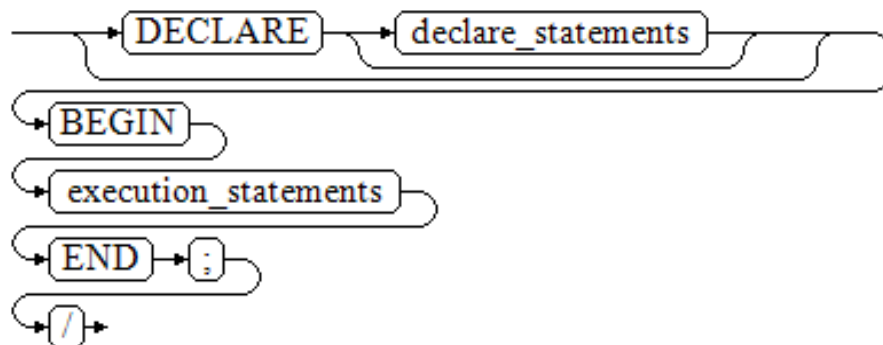 DECLARE declare_statements
BEGIN
execution_statements
END ;
/